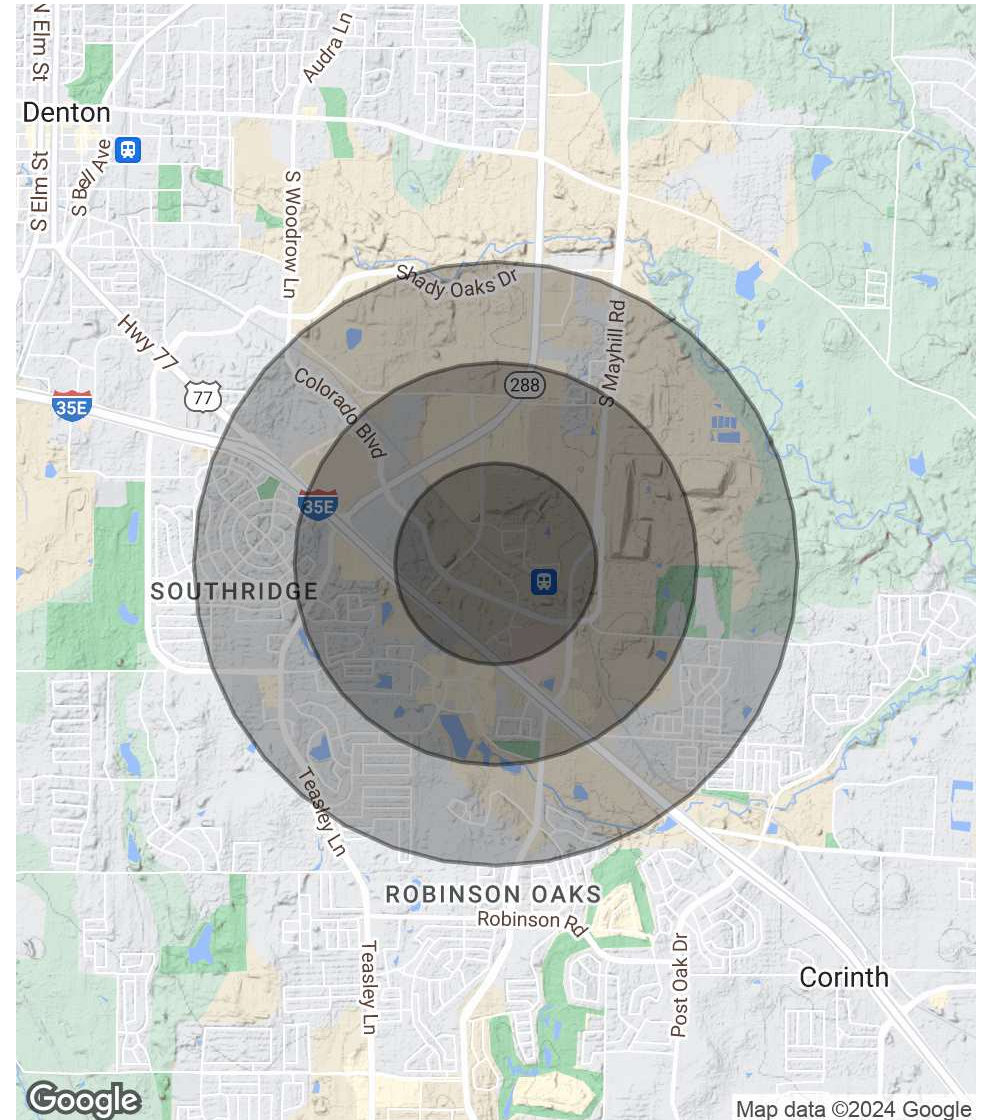 N Elm St
Audra Ln
Denton
S Bell Ave
S Elm St
S Woodrow Ln
Shady Oaks Dr
Hwy 77
S Mayhill Rd
Colorado Blvd
288
77
35E
35E
SOUTHRIDGE
Teasley Ln
ROBINSON OAKS
Robinson Rd
Teasley Ln
Post Oak Dr
Corinth
Google
Map data ©2024 Google